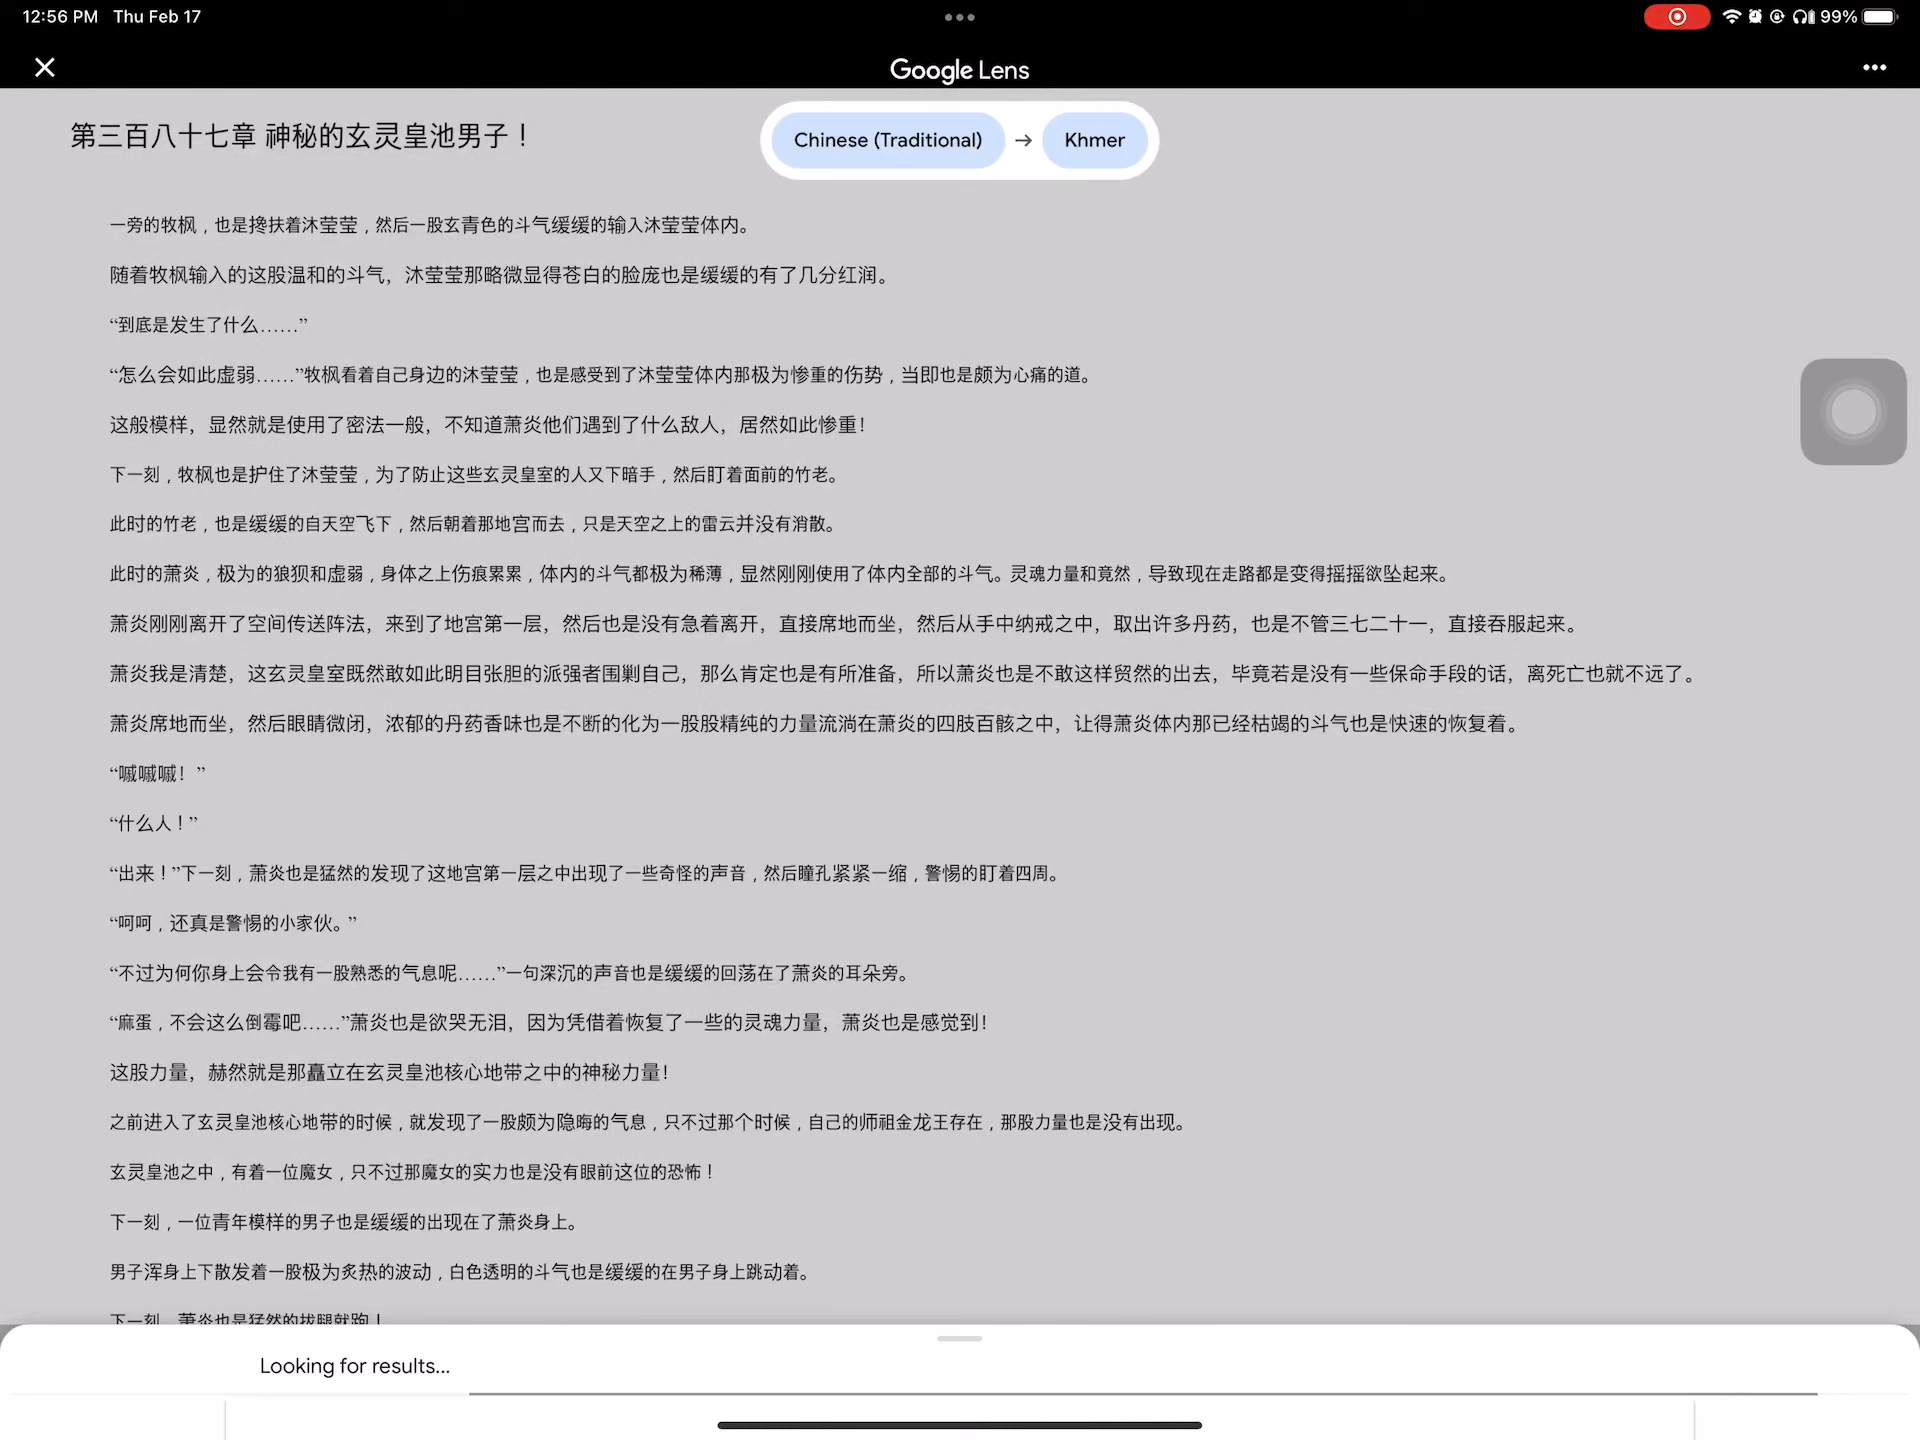 12:56 PM Thu Feb 17
99%
Google Lens
第三百八十七章 神秘的玄灵皇池男子！
Chinese (Traditional) → Khmer
一旁的牧枫，也是搀扶着沐莹莹，然后一股玄青色的斗气缓缓的输入沐莹莹体内。
随着牧枫输入的这股温和的斗气，沐莹莹那略微显得苍白的脸庞也是缓缓的有了几分红润。
“到底是发生了什么……”
“怎么会如此虚弱……”牧枫看着自己身边的沐莹莹，也是感受到了沐莹莹体内那极为惨重的伤势，当即也是颇为心痛的道。
这般模样，显然就是使用了密法一般，不知道萧炎他们遇到了什么敌人，居然如此惨重！
下一刻，牧枫也是护住了沐莹莹，为了防止这些玄灵皇室的人又下暗手，然后盯着面前的竹老。
此时的竹老，也是缓缓的自天空飞下，然后朝着那地宫而去，只是天空之上的雷云并没有消散。
此时的萧炎，极为的狼狈和虚弱，身体之上伤痕累累，体内的斗气都极为稀薄，显然刚刚使用了体内全部的斗气。灵魂力量和竟然，导致现在走路都是变得摇摇欲坠起来。
萧炎刚刚离开了空间传送阵法，来到了地宫第一层，然后也是没有急着离开，直接席地而坐，然后从手中纳戒之中，取出许多丹药，也是不管三七二十一，直接吞服起来。
萧炎我是清楚，这玄灵皇室既然敢如此明目张胆的派强者围剿自己，那么肯定也是有所准备，所以萧炎也是不敢这样贸然的出去，毕竟若是没有一些保命手段的话，离死亡也就不远了。
萧炎席地而坐，然后眼睛微闭，浓郁的丹药香味也是不断的化为一股股精纯的力量流淌在萧炎的四肢百骸之中，让得萧炎体内那已经枯竭的斗气也是快速的恢复着。
“嘁嘁嘁！”
“什么人！”
“出来！”下一刻，萧炎也是猛然的发现了这地宫第一层之中出现了一些奇怪的声音，然后瞳孔紧紧一缩，警惕的盯着四周。
“呵呵，还真是警惕的小家伙。”
“不过为何你身上会令我有一股熟悉的气息呢……”一句深沉的声音也是缓缓的回荡在了萧炎的耳朵旁。
“麻蛋，不会这么倒霉吧……”萧炎也是欲哭无泪，因为凭借着恢复了一些的灵魂力量，萧炎也是感觉到！
这股力量，赫然就是那矗立在玄灵皇池核心地带之中的神秘力量！
之前进入了玄灵皇池核心地带的时候，就发现了一股颇为隐晦的气息，只不过那个时候，自己的师祖金龙王存在，那股力量也是没有出现。
玄灵皇池之中，有着一位魔女，只不过那魔女的实力也是没有眼前这位的恐怖！
下一刻，一位青年模样的男子也是缓缓的出现在了萧炎身上。
男子浑身上下散发着一股极为炙热的波动，白色透明的斗气也是缓缓的在男子身上跳动着。
下一刻，萧炎也是猛然的拔腿就跑！
Looking for results...